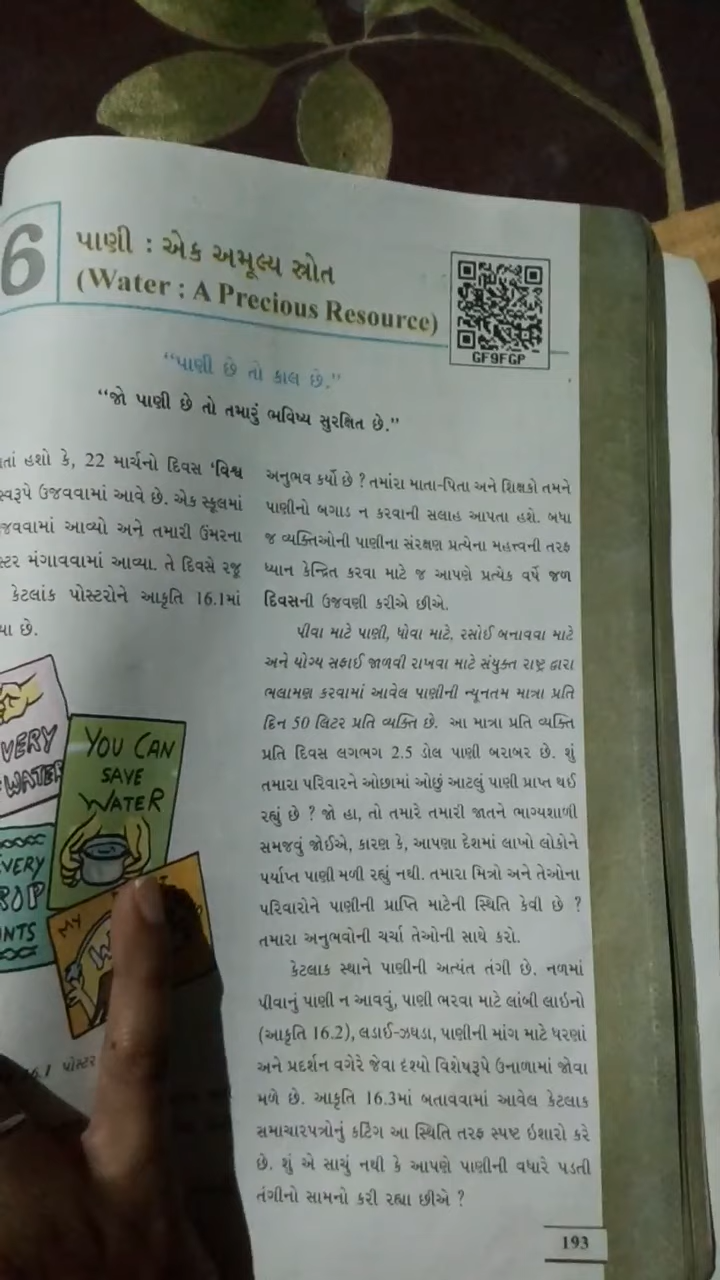 6
પાણી : એક અમૂલ્ય સ્રોત
(Water : A Precious Resource)
GF9FGP
“પાણી છે તો કાલ છે.”
“જો પાણી છે તો તમારું ભવિષ્ય સુરક્ષિત છે.”
હશો કે, 22 માર્ચનો દિવસ ‘વિશ્વ
ઉજવવામાં આવે છે. એક સ્કૂલમાં
આવ્યો અને તમારી ઉંમરના
મંગાવવામાં આવ્યા. તે દિવસે રજૂ
કેટલાંક પોસ્ટરોને આકૃતિ 16.1માં
છે.
VERY
WATER
YOU CAN
SAVE
WATER
VERY
ROP
NTS
MY
16.1 પોસ્ટર
અનુભવ કર્યો છે ? તમાંરા માતા-પિતા અને શિક્ષકો તમને
પાણીનો બગાડ ન કરવાની સલાહ આપતા હશે. બધા
જ વ્યક્તિઓની પાણીના સંરક્ષણ પ્રત્યેના મહત્ત્વની તરફ
ધ્યાન કેન્દ્રિત કરવા માટે જ આપણે પ્રત્યેક વર્ષે જળ
દિવસની ઉજવણી કરીએ છીએ.
પીવા માટે પાણી, ધોવા માટે, રસોઈ બનાવવા માટે
અને યોગ્ય સફાઈ જાળવી રાખવા માટે સંયુક્ત રાષ્ટ્ર દ્વારા
ભલામણ કરવામાં આવેલ પાણીની ન્યૂનતમ માત્રા પ્રતિ
દિન 50 લિટર પ્રતિ વ્યક્તિ છે. આ માત્રા પ્રતિ વ્યક્તિ
પ્રતિ દિવસ લગભગ 2.5 ડોલ પાણી બરાબર છે. શું
તમારા પરિવારને ઓછામાં ઓછું આટલું પાણી પ્રાપ્ત થઈ
રહ્યું છે ? જો હા, તો તમારે તમારી જાતને ભાગ્યશાળી
સમજવું જોઈએ, કારણ કે, આપણા દેશમાં લાખો લોકોને
પર્યાપ્ત પાણી મળી રહ્યું નથી. તમારા મિત્રો અને તેઓના
પરિવારોને પાણીની પ્રાપ્તિ માટેની સ્થિતિ કેવી છે ?
તમારા અનુભવોની ચર્ચા તેઓની સાથે કરો.
કેટલાક સ્થાને પાણીની અત્યંત તંગી છે. નળમાં
પીવાનું પાણી ન આવવું, પાણી ભરવા માટે લાંબી લાઇનો
(આકૃતિ 16.2), લડાઈ-ઝઘડા, પાણીની માંગ માટે ધરણાં
અને પ્રદર્શન વગેરે જેવા દૃશ્યો વિશેષરૂપે ઉનાળામાં જોવા
મળે છે. આકૃતિ 16.3માં બતાવવામાં આવેલ કેટલાક
સમાચારપત્રોનું કટિંગ આ સ્થિતિ તરફ સ્પષ્ટ ઇશારો કરે
છે. શું એ સાચું નથી કે આપણે પાણીની વધારે પડતી
તંગીનો સામનો કરી રહ્યા છીએ ?
193